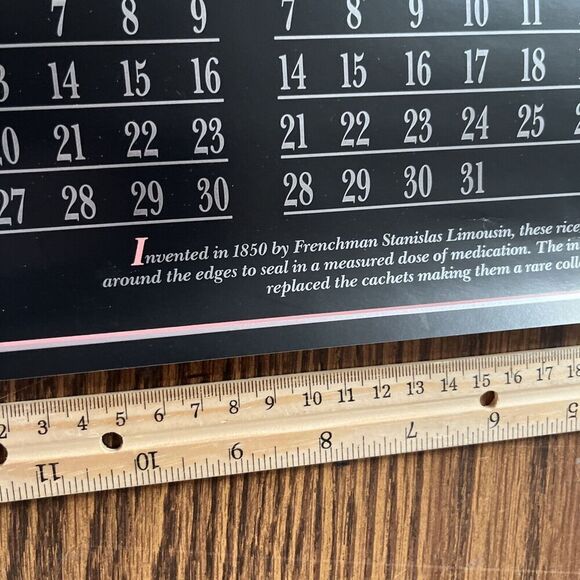 7 8 9 7 8 9 10 11
14 15 16 14 15 16 17 18
21 22 23 21 22 23 24 25
27 28 29 30 28 29 30 31
Invented in 1850 by Frenchman Stanislas Limousin, these rice
around the edges to seal in a measured dose of medication. The in
replaced the cachets making them a rare colle
2 3 4 5 6 7 8 9 10 11 12 13 14 15 16 17 18
11 10 9 8 7 6 5